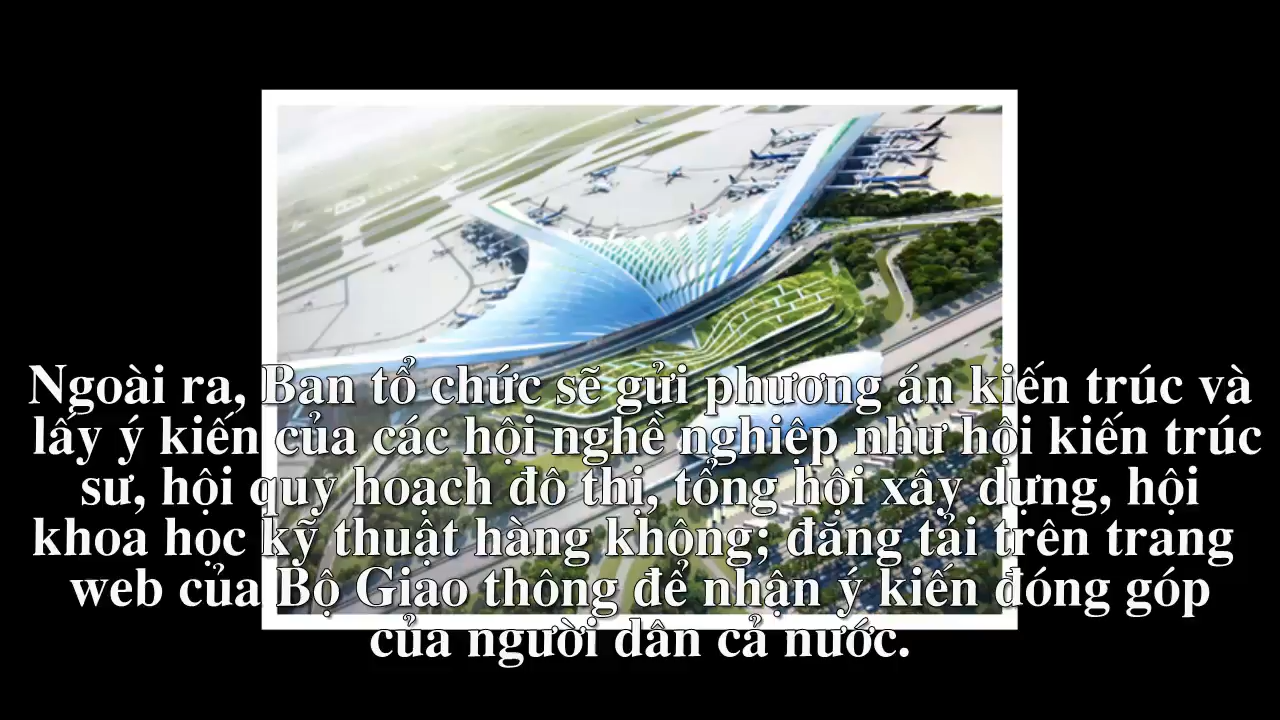 Ngoài ra, Ban tổ chức sẽ gửi phương án kiến trúc và
lấy ý kiến của các hội nghề nghiệp như hội kiến trúc
sư, hội quy hoạch đô thị, tổng hội xây dựng, hội
khoa học kỹ thuật hàng không; đăng tải trên trang
web của Bộ Giao thông để nhận ý kiến đóng góp
của người dân cả nước.